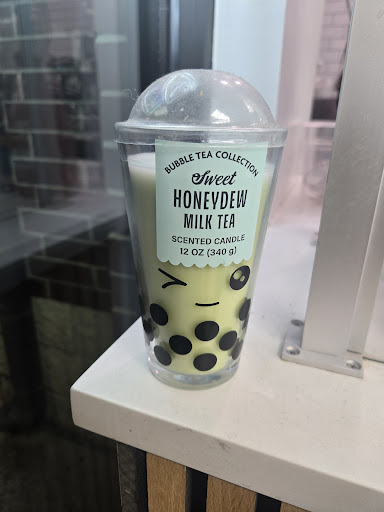 BUBBLE TEA COLLECTION
Sweet
HONEYDEW
MILK TEA
SCENTED CANDLE
12 OZ (340 g)